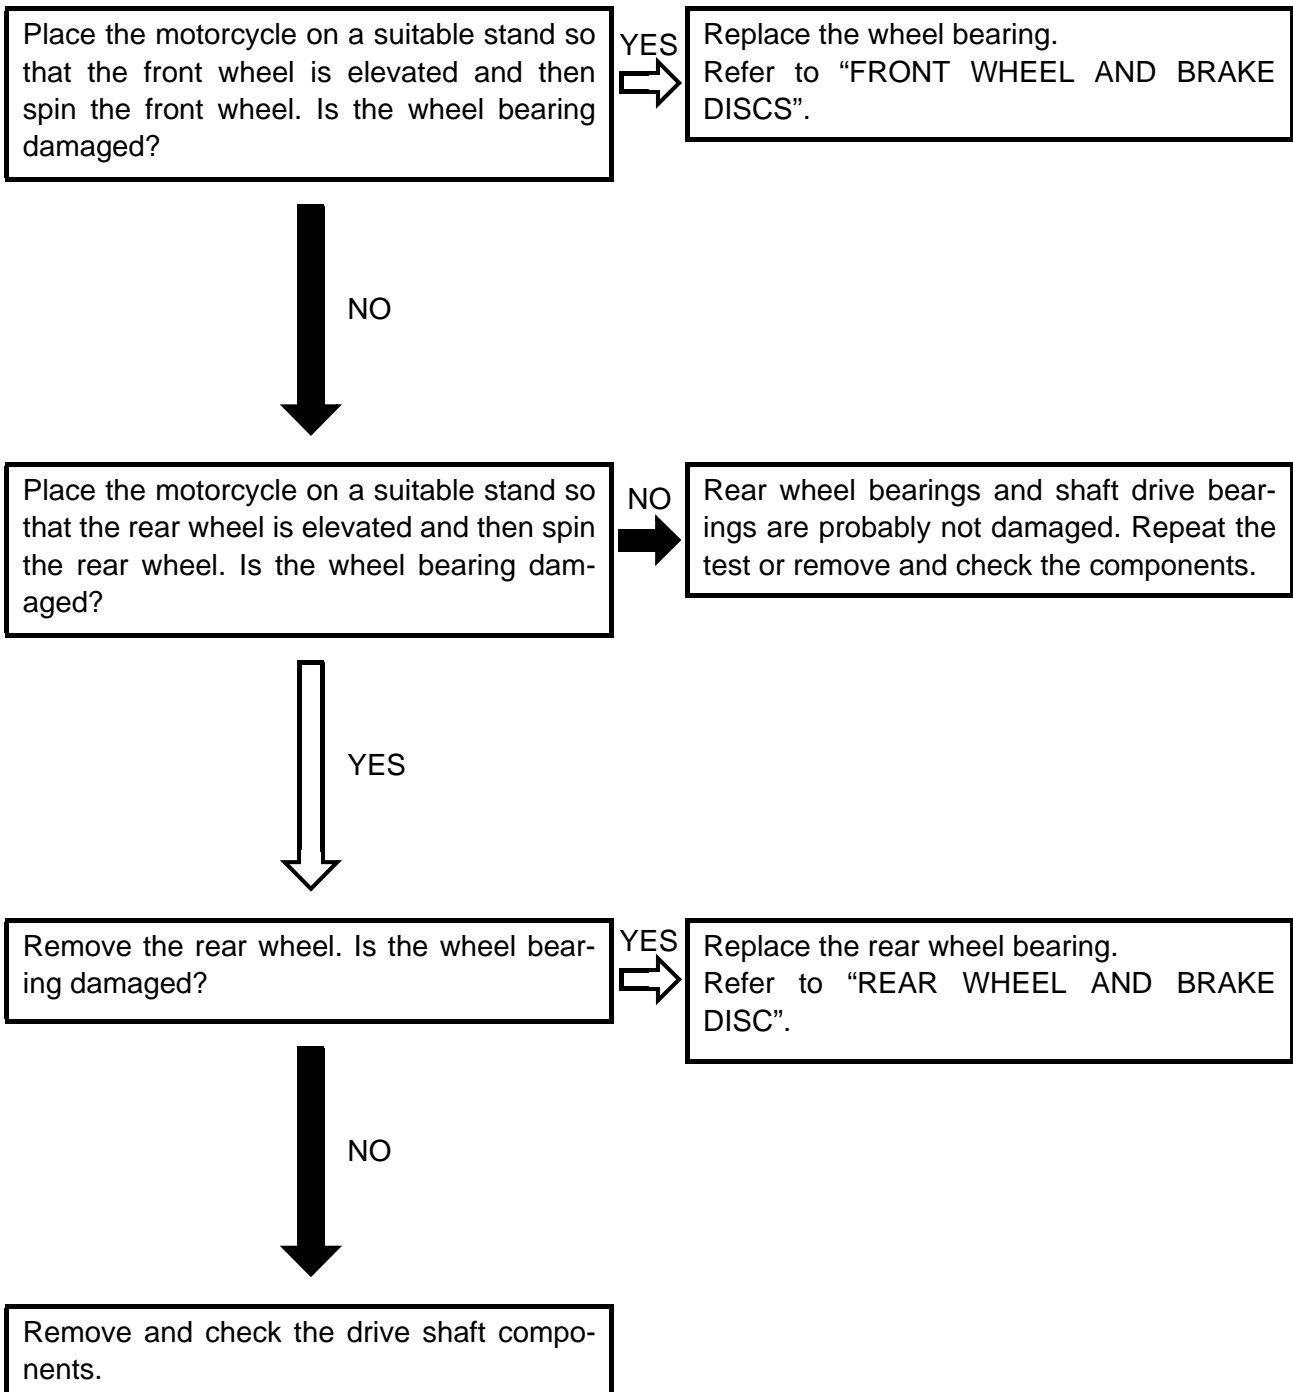 Place the motorcycle on a suitable stand so
that the front wheel is elevated and then
spin the front wheel. Is the wheel bearing
damaged?
YES
Replace the wheel bearing.
Refer to “FRONT WHEEL AND BRAKE
DISCS”.
NO
Place the motorcycle on a suitable stand so
that the rear wheel is elevated and then spin
the rear wheel. Is the wheel bearing dam-
aged?
NO
Rear wheel bearings and shaft drive bear-
ings are probably not damaged. Repeat the
test or remove and check the components.
YES
Remove the rear wheel. Is the wheel bear-
ing damaged?
YES
Replace the rear wheel bearing.
Refer to “REAR WHEEL AND BRAKE
DISC”.
NO
Remove and check the drive shaft compo-
nents.